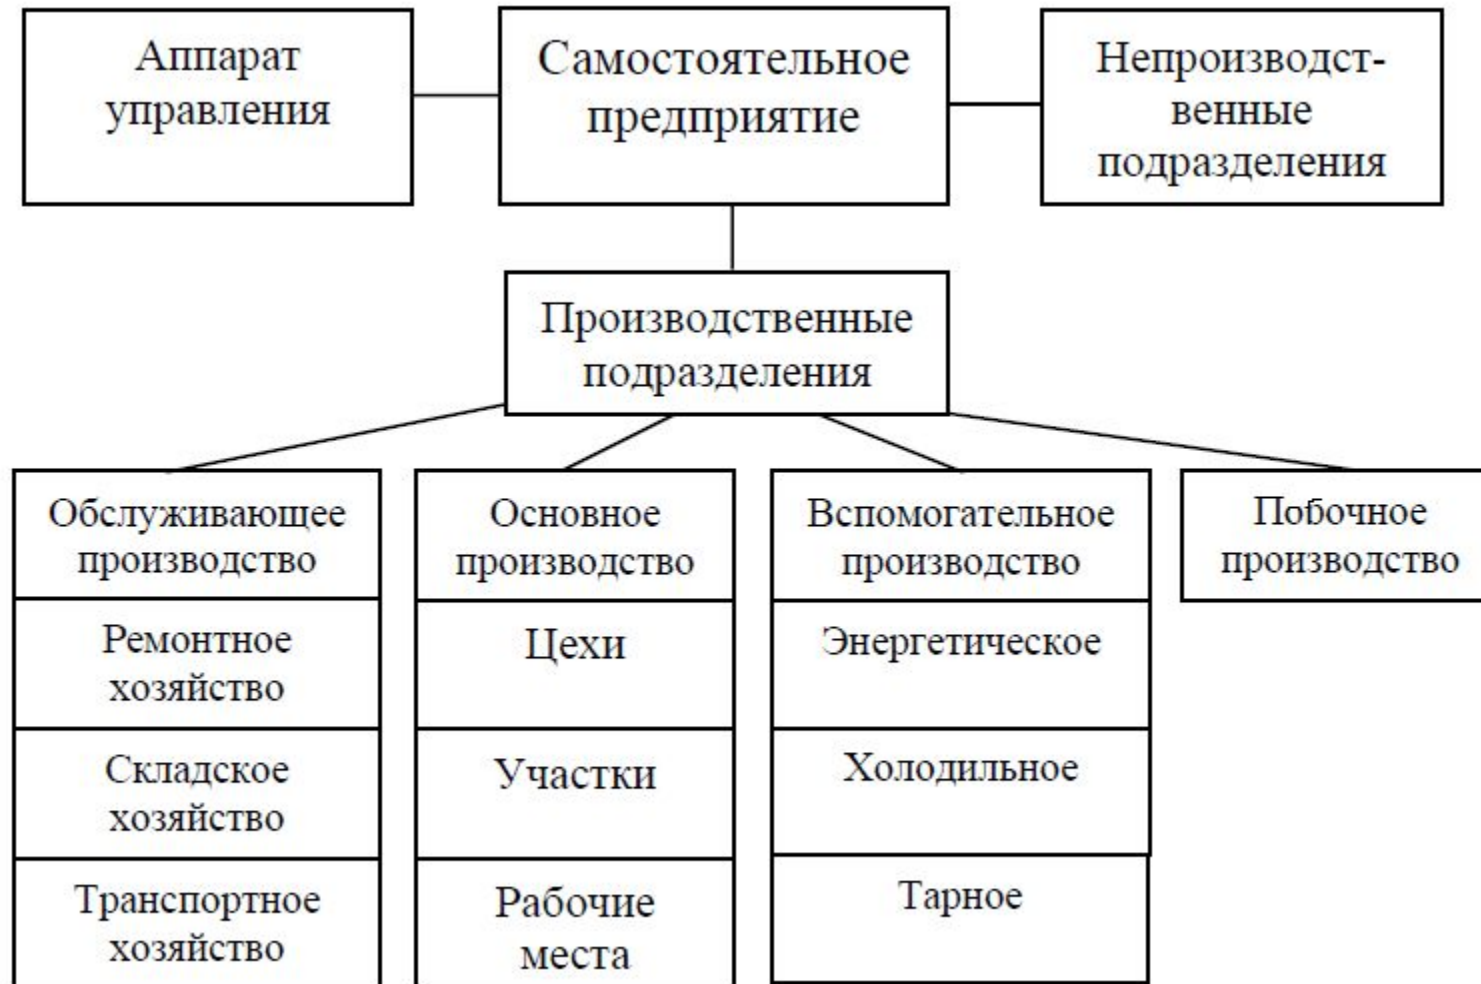 Аппарат
управления
Самостоятельное
предприятие
Непроизводст-
венные
подразделения
Производственные
подразделения
Обслуживающее
производство
Ремонтное
хозяйство
Складское
хозяйство
Транспортное
хозяйство
Основное
производство
Цехи
Участки
Рабочие
места
Вспомогательное
производство
Энергетическое
Холодильное
Тарное
Побочное
производство